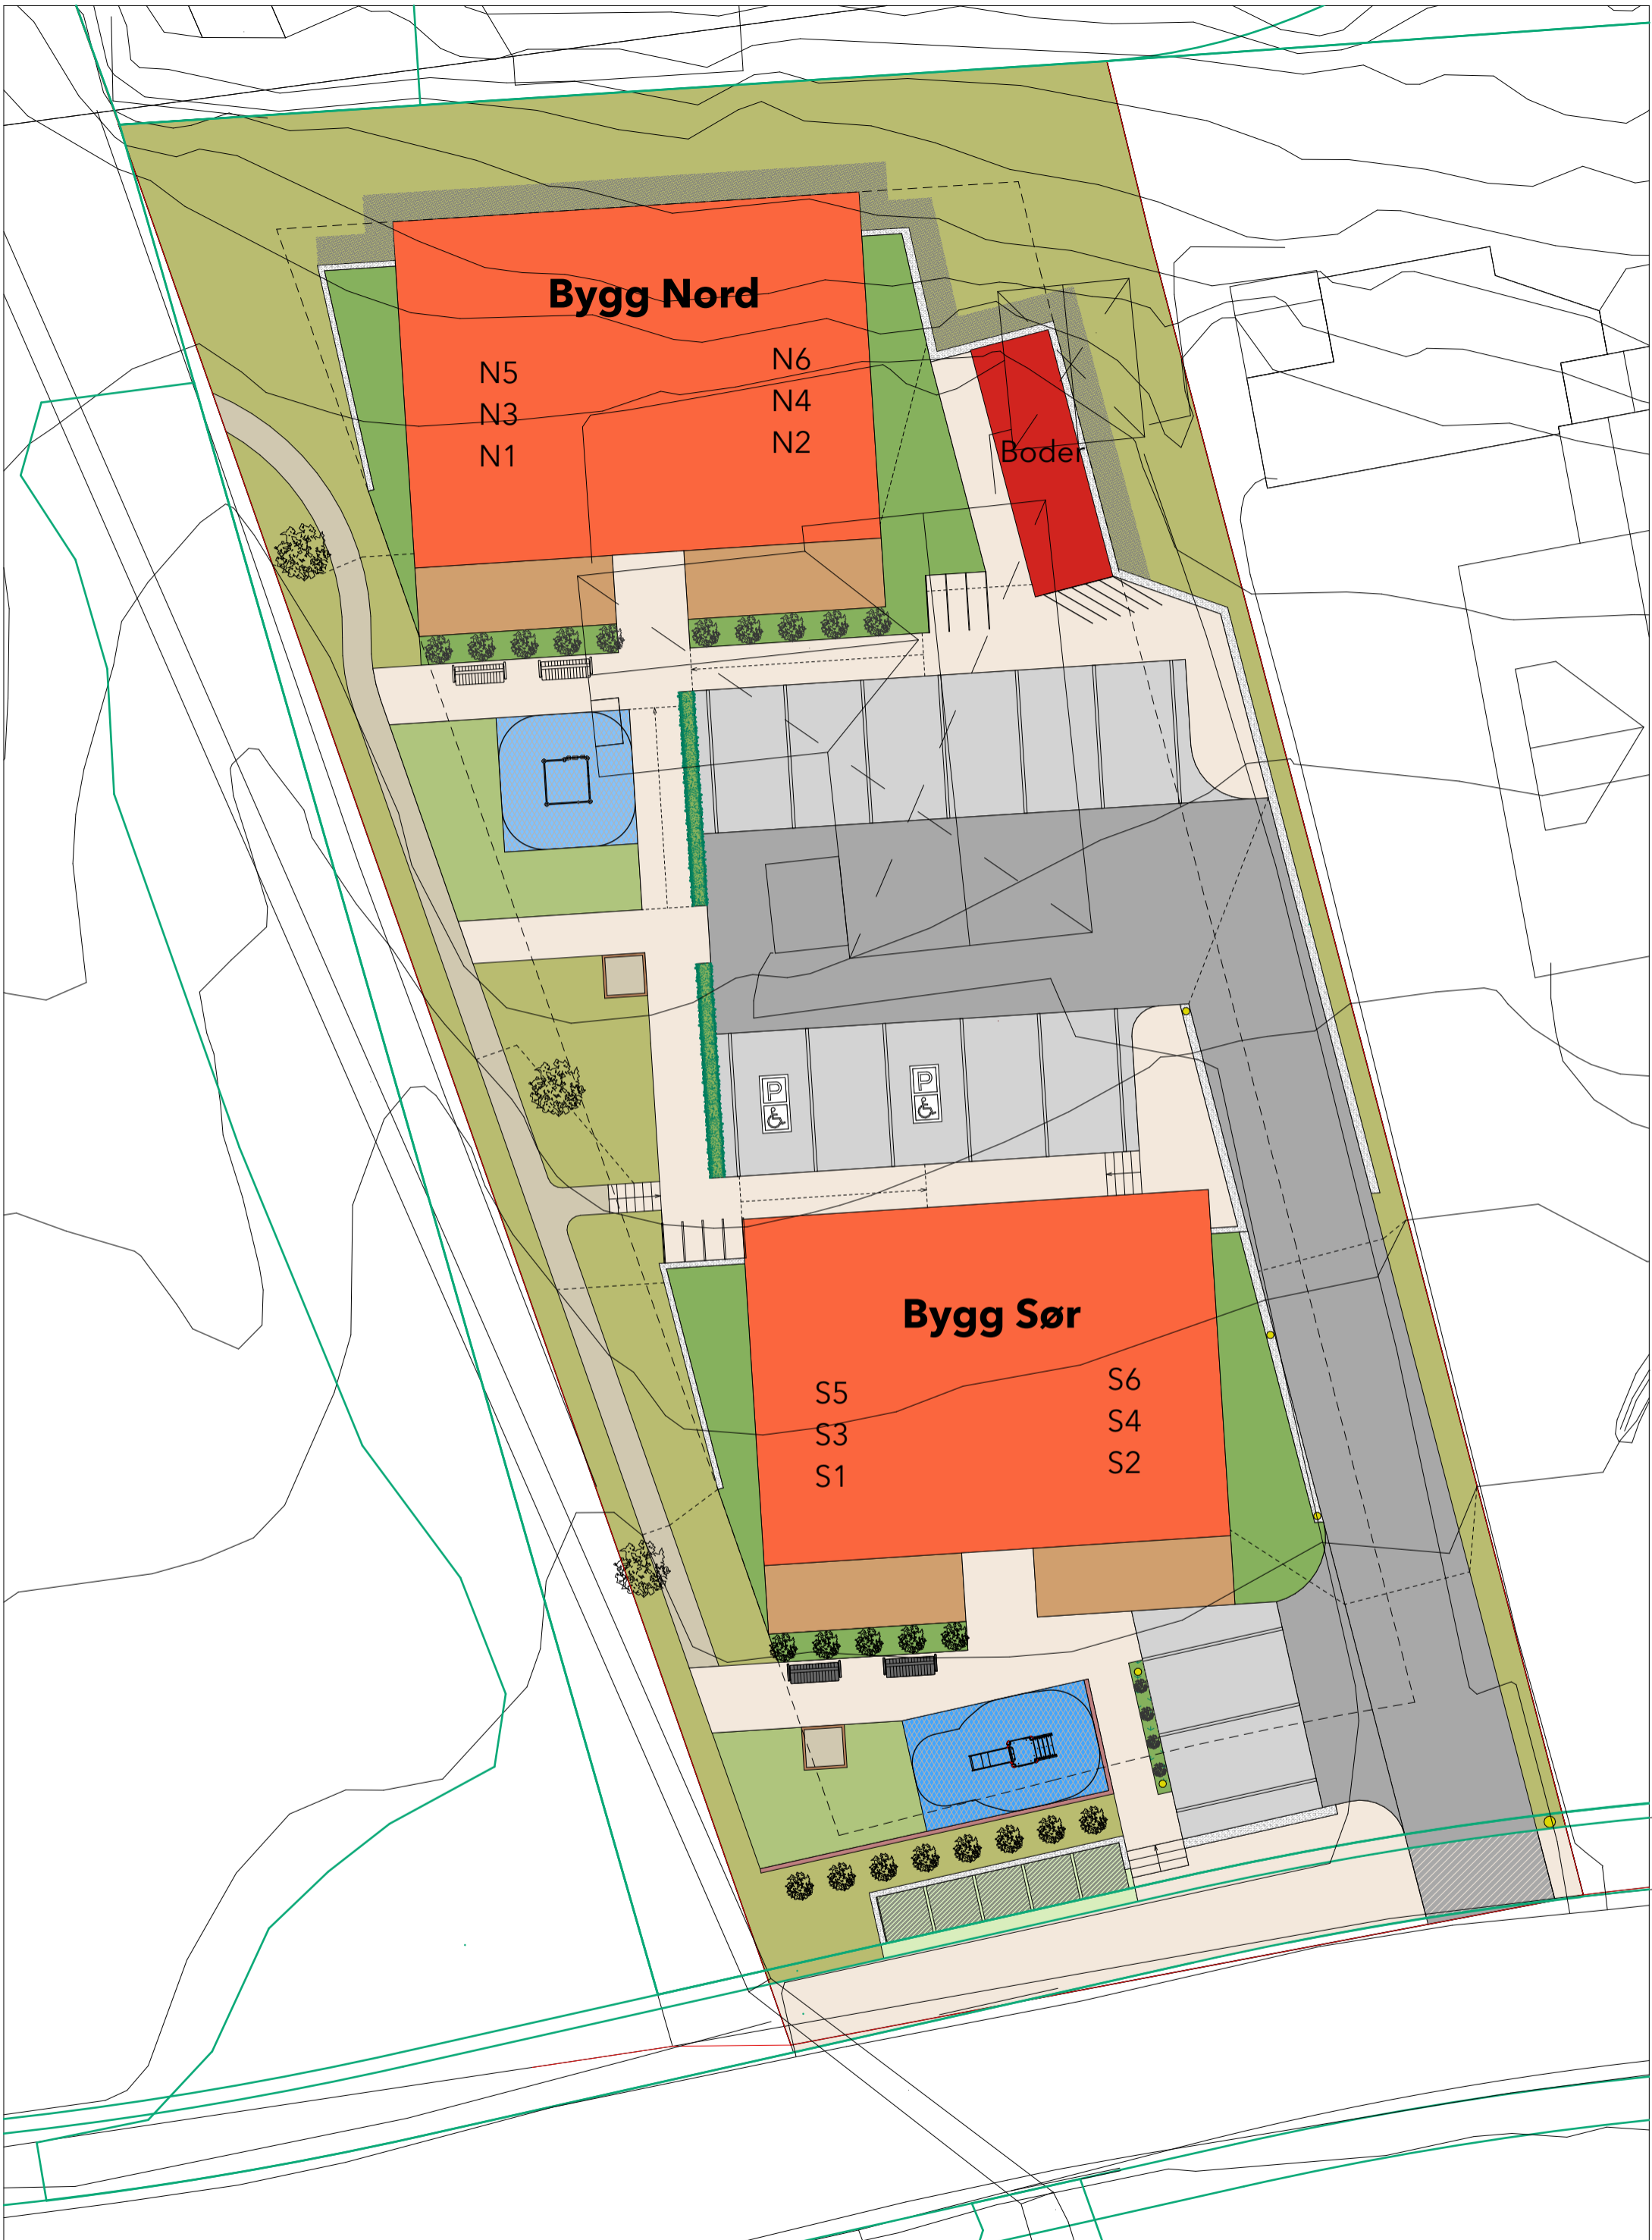 Bygg Nord
N5 N6
N3 N4
N1 N2
Boder
P P
Bygg Sør
S5 S6
S3 S4
S1 S2